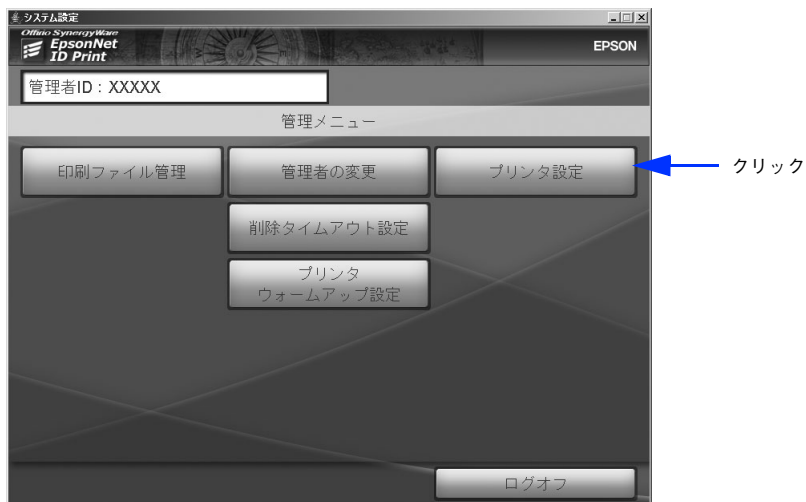 システム設定
Offirio SynergyWare
EpsonNet
ID Print
EPSON
管理者ID：XXXXX
管理メニュー
印刷ファイル管理
管理者の変更
プリンタ設定
クリック
削除タイムアウト設定
プリンタ
ウォームアップ設定
ログオフ